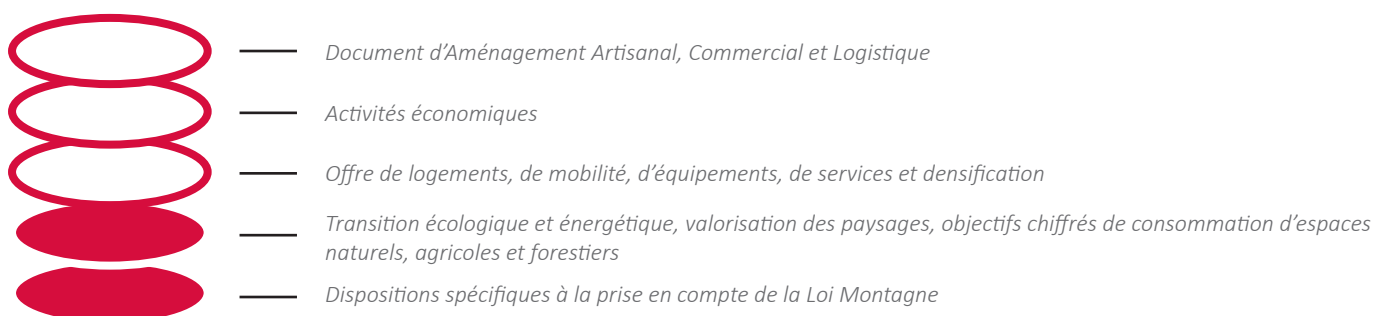 Document d’Aménagement Artisanal, Commercial et Logistique
Activités économiques
Offre de logements, de mobilité, d’équipements, de services et densification
Transition écologique et énergétique, valorisation des paysages, objectifs chiffrés de consommation d’espaces
naturels, agricoles et forestiers
Dispositions spécifiques à la prise en compte de la Loi Montagne